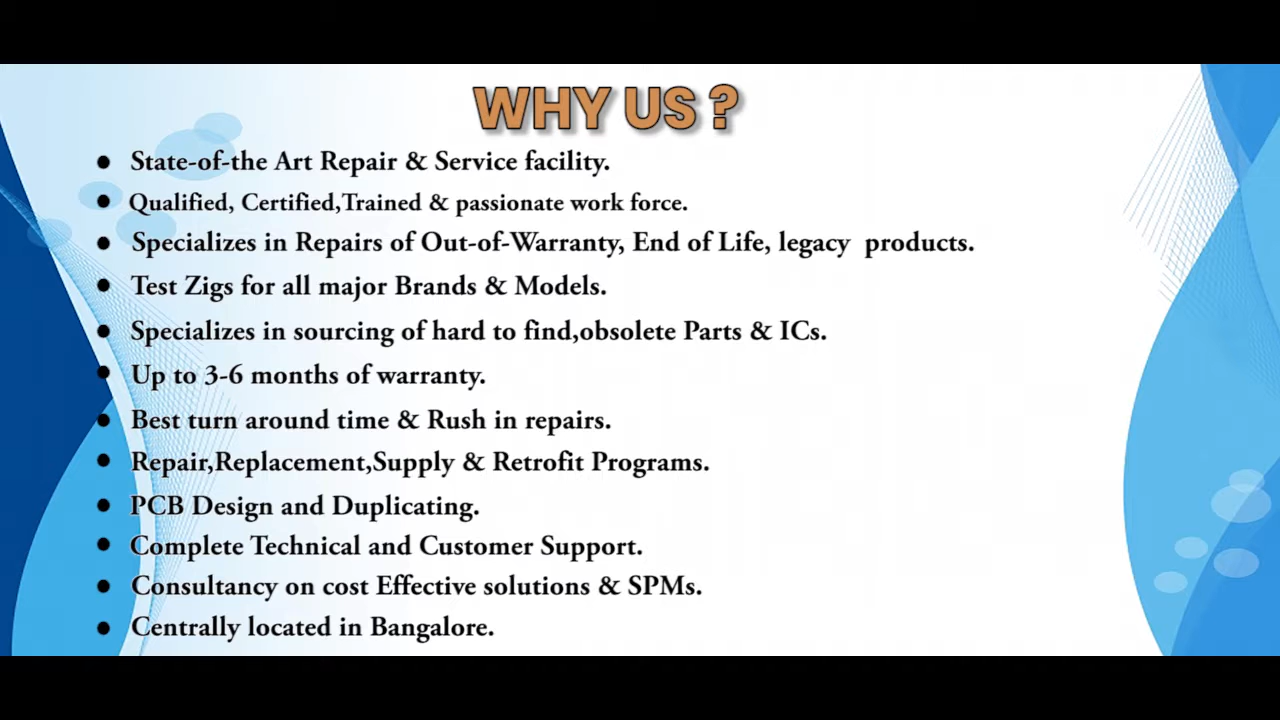 WHY US ?
● State-of-the Art Repair & Service facility.
● Qualified, Certified,Trained & passionate work force.
● Specializes in Repairs of Out-of-Warranty, End of Life, legacy  products.
● Test Zigs for all major Brands & Models.
● Specializes in sourcing of hard to find,obsolete Parts & ICs.
● Up to 3-6 months of warranty.
● Best turn around time & Rush in repairs.
● Repair,Replacement,Supply & Retrofit Programs.
● PCB Design and Duplicating.
● Complete Technical and Customer Support.
● Consultancy on cost Effective solutions & SPMs.
● Centrally located in Bangalore.